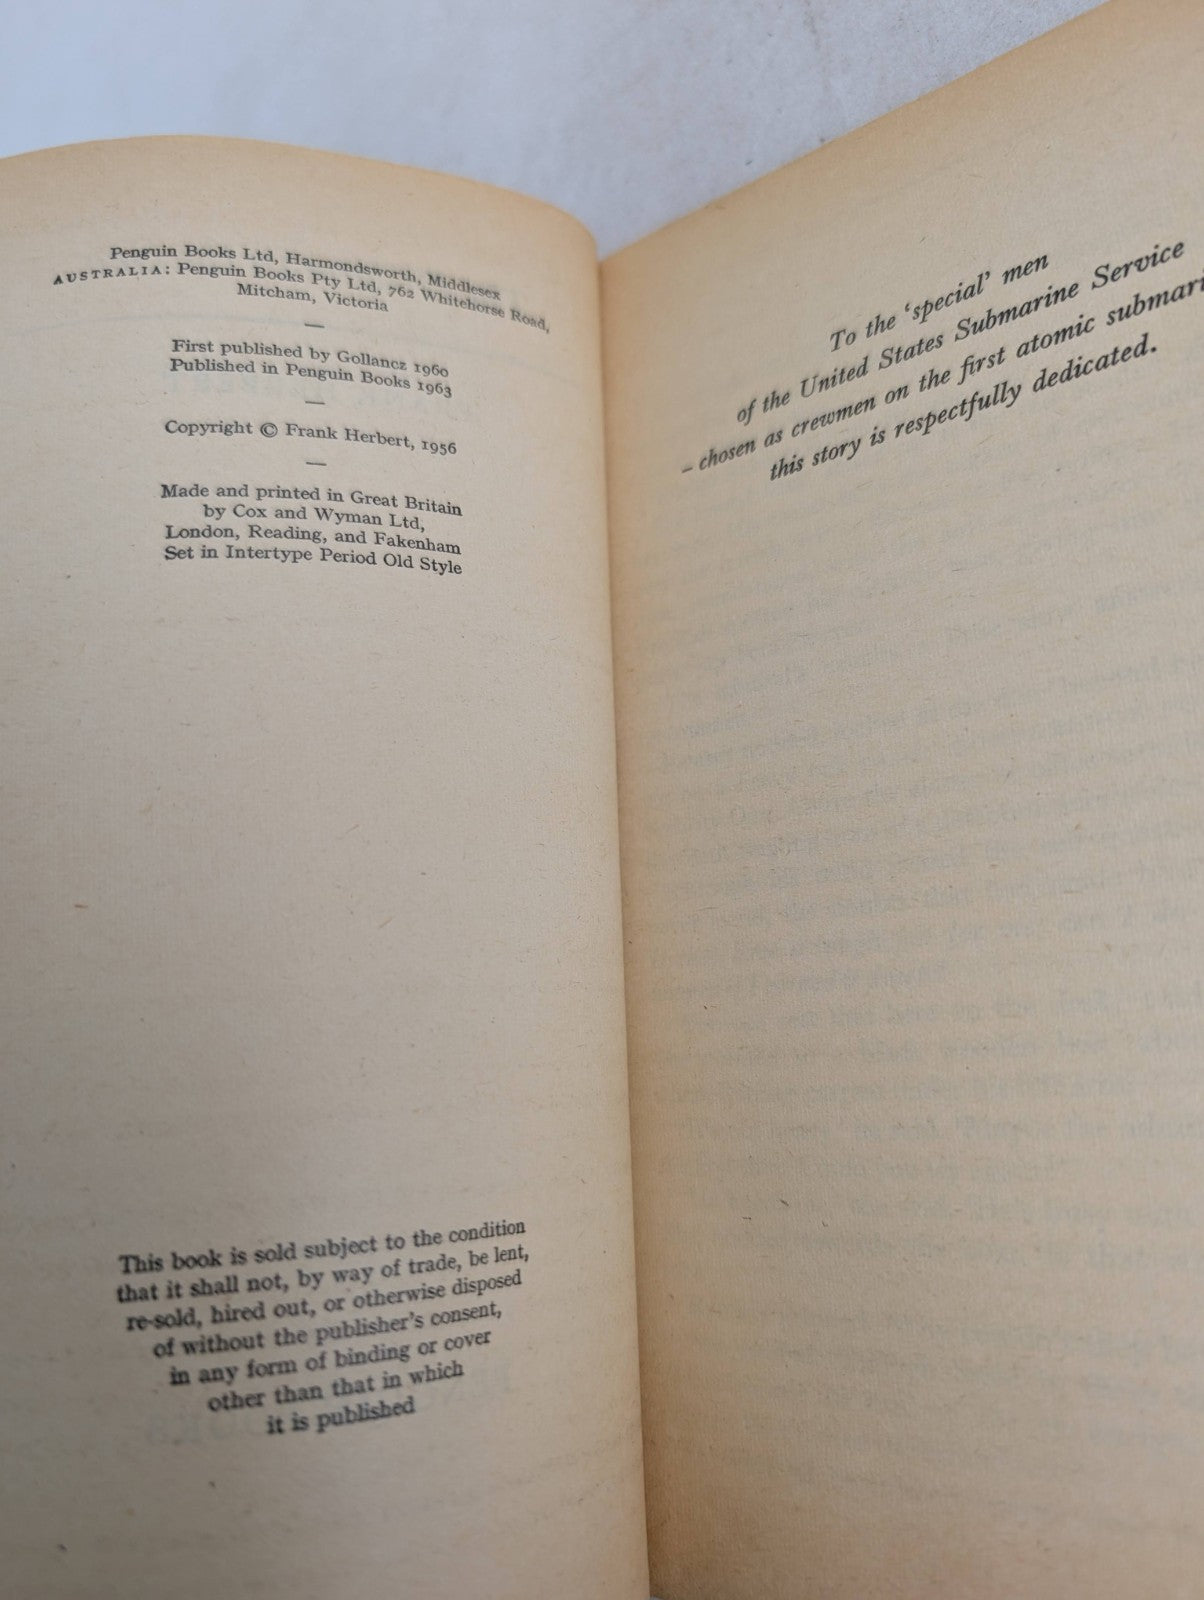 Penguin Books Ltd, Harmondsworth, Middlesex
AUSTRALIA: Penguin Books Pty Ltd, 762 Whitehorse Road,
Mitcham, Victoria
—
First published by Gollancz 1960
Published in Penguin Books 1963
—
Copyright © Frank Herbert, 1956
—
Made and printed in Great Britain
by Cox and Wyman Ltd,
London, Reading, and Fakenham
Set in Intertype Period Old Style
This book is sold subject to the condition
that it shall not, by way of trade, be lent,
re-sold, hired out, or otherwise disposed
of without the publisher's consent,
in any form of binding or cover
other than that in which
it is published
To the 'special' men
of the United States Submarine Service
– chosen as crewmen on the first atomic submari
this story is respectfully dedicated.